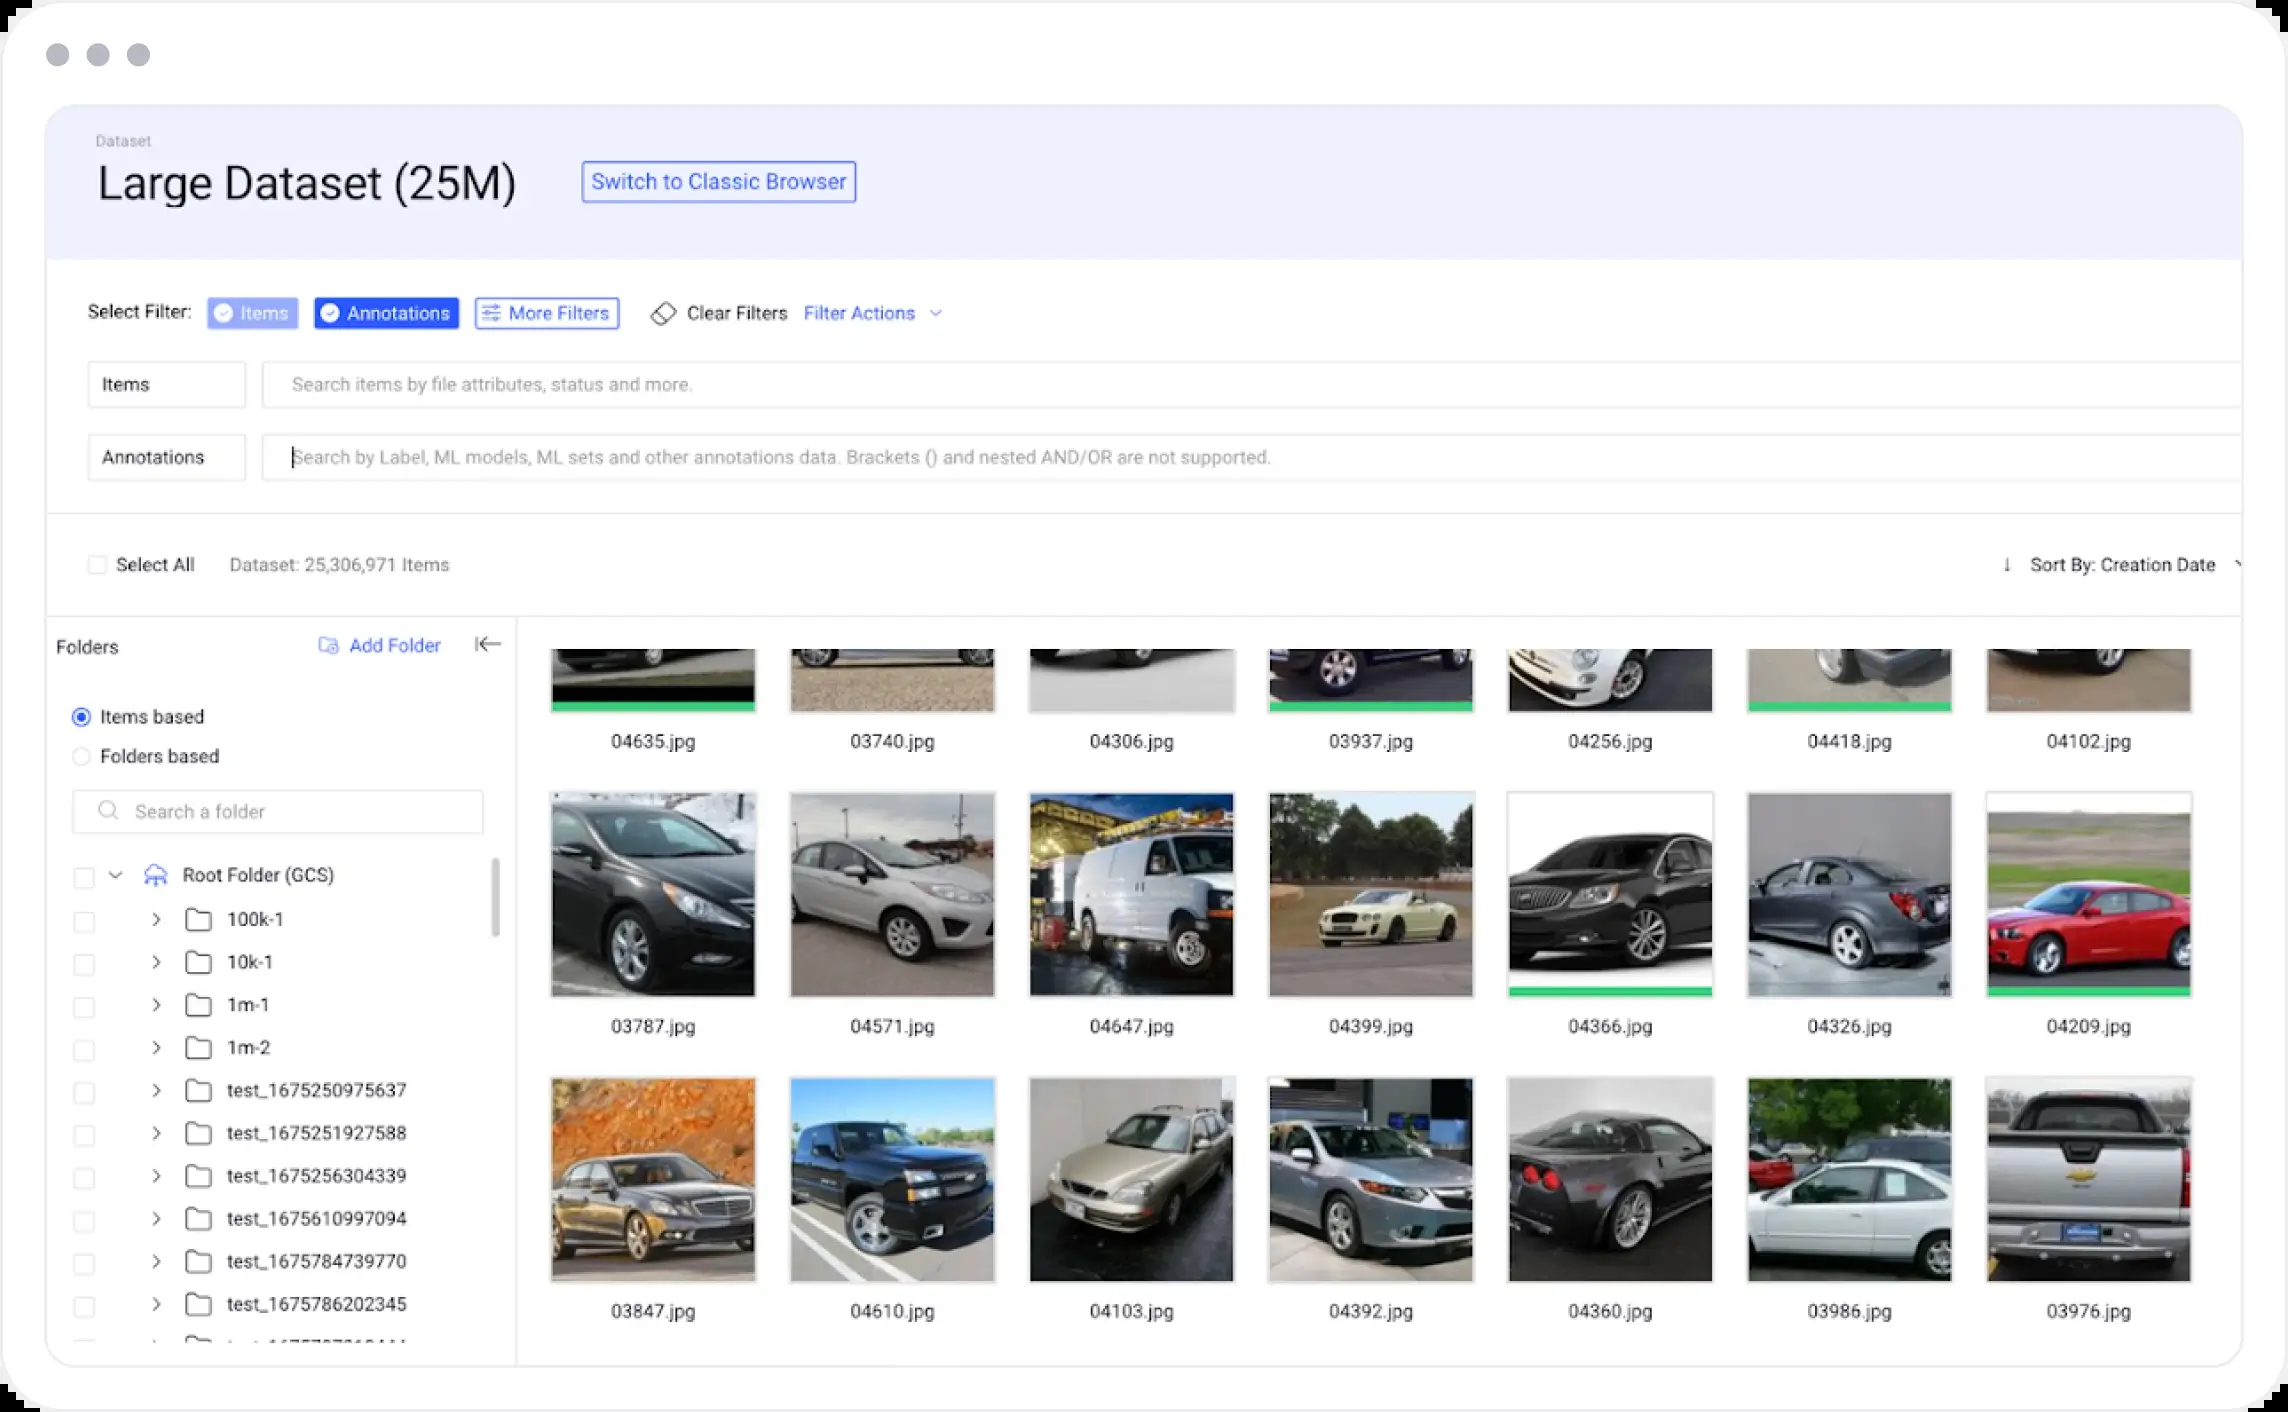 Dataset
Large Dataset (25M)
Switch to Classic Browser
Select Filter: Items Annotations More Filters Clear Filters Filter Actions
Items Search items by file attributes, status and more.
Annotations Search by Label, ML models, ML sets and other annotations data. Brackets () and nested AND/OR are not supported.
Select All Dataset: 25,306,971 Items Sort By: Creation Date
Folders Add Folder
Items based
Folders based
Search a folder
Root Folder (GCS)
100k-1
10k-1
1m-1
1m-2
test_1675250975637
test_1675251927588
test_1675256304339
test_1675610997094
test_1675784739770
test_1675786202345
04635.jpg 03740.jpg 04306.jpg 03937.jpg 04256.jpg 04418.jpg 04102.jpg
03787.jpg 04571.jpg 04647.jpg 04399.jpg 04366.jpg 04326.jpg 04209.jpg
03847.jpg 04610.jpg 04103.jpg 04392.jpg 04360.jpg 03986.jpg 03976.jpg